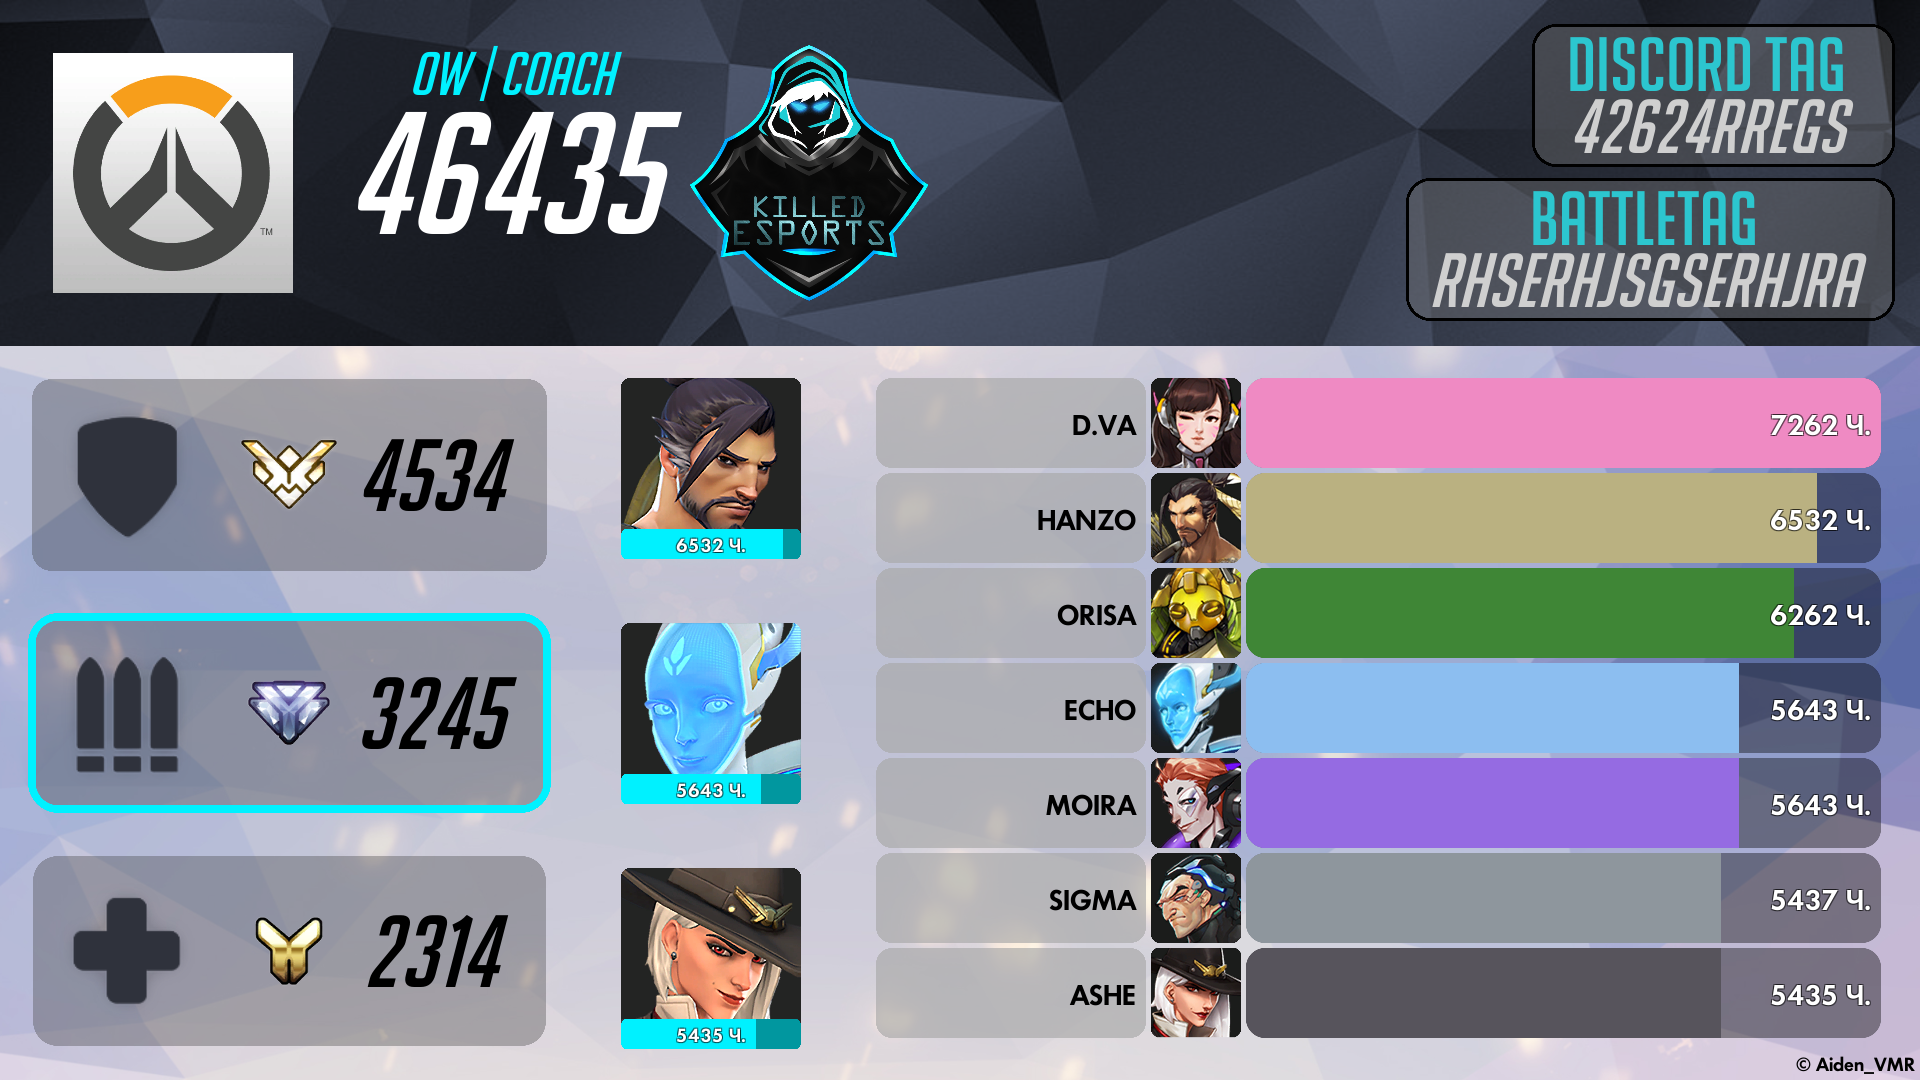 OW | COACH
46435
KILLED
ESPORTS
TM
DISCORD TAG
42624RREGS
BATTLETAG
RHSERHJSGSERHJRA
4534
3245
2314
6532 Ч.
5643 Ч.
5435 Ч.
D.VA 7262 Ч.
HANZO 6532 Ч.
ORISA 6262 Ч.
ECHO 5643 Ч.
MOIRA 5643 Ч.
SIGMA 5437 Ч.
ASHE 5435 Ч.
© Aiden_VMR